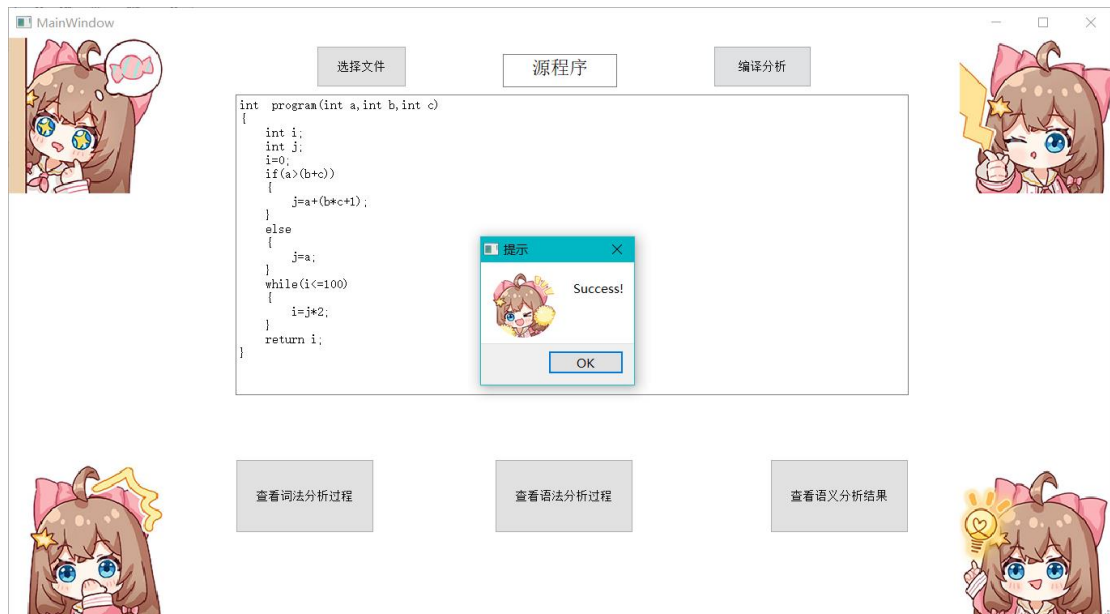 MainWindow
选择文件
源程序
编译分析
int  program(int a,int b,int c)
{
    int i;
    int j;
    i=0;
    if(a>(b+c))
    {
        j=a+(b*c+1);
    }
    else
    {
        j=a;
    }
    while(i<=100)
    {
        i=j*2;
    }
    return i;
}
提示
Success!
OK
查看词法分析过程
查看语法分析过程
查看语义分析结果